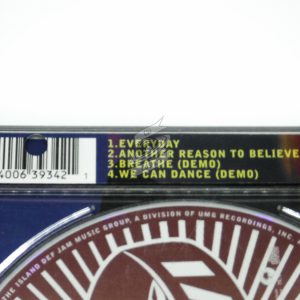 1.EVERYDAY
2.ANOTHER REASON TO BELIEVE
3.BREATHE (DEMO)
4.WE CAN DANCE (DEMO)
4006 39342 1
THE ISLAND DEF JAM MUSIC GROUP, A DIVISION OF UMG RECORDINGS, INC.